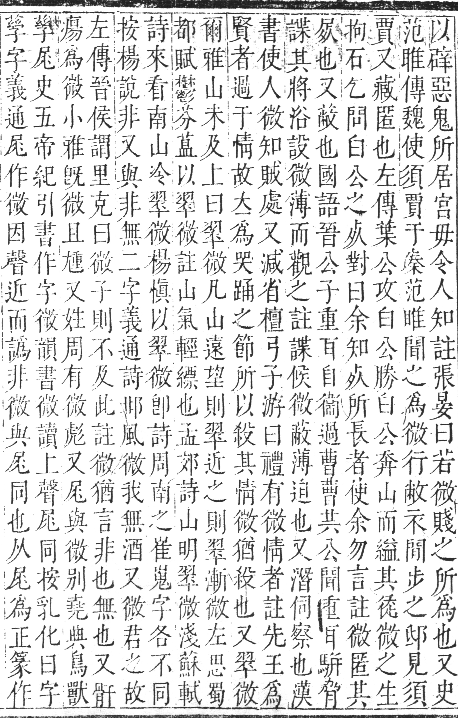 以辟惡鬼所居宮毋令人知註張晏曰若微賤之所爲也又史
范雎傳魏使須賈于秦范雎聞之爲微行敝衣閒步之邸見須
賈又藏匿也左傳葉公攻白公勝白公奔山而縊其徒微之生
拘石乞問白公之死對曰余知死所長者使余勿言註微匿其
屍也又蔽也國語晉公子重耳自衞過曹曹共公聞重耳騈脅
諜其將浴設微薄而觀之註諜候微蔽薄迫也又潛伺察也漢
書使人微知賊處又減省檀弓子游曰禮有微情者註先王爲
賢者過于情故立爲哭踊之節所以殺其情微猶殺也又翠微
爾雅山未及上曰翠微凡山遠望則翠近之則翠漸微左思蜀
都賦鬱芬蒀以翠微註山氣輕縹也孟郊詩山明翠微淺蘇軾
詩來看南山冷翠微楊愼以翠微卽詩周南之崔嵬字各不同
按楊說非又與非無二字義通詩邶風微我無酒又微君之故
左傳晉侯謂里克曰微子則不及此註微猶言非也無也又骭
瘍爲微小雅旣微且尰又姓周有微彪又尾與微別堯典鳥獸
孳尾史五帝紀引書作字微韻書微讀上聲尾同按乳化曰字
孳字義通尾作微因聲近而譌非微與尾同也从尾爲正篆作